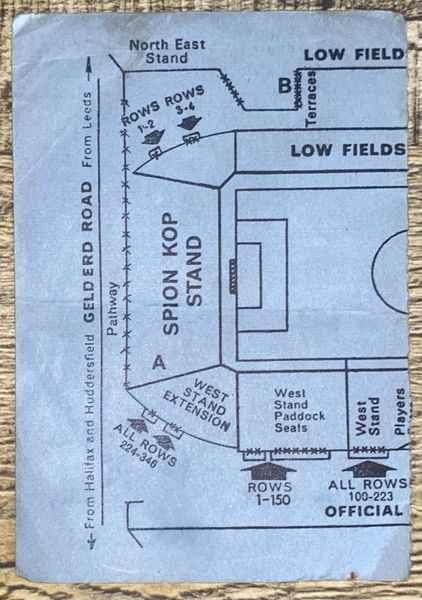 North East
Stand
LOW FIELD
B
Terraces
ROWS
1-2
ROWS
3-4
LOW FIELDS
From Leeds
GELDERD ROAD
From Halifax and Huddersfield
Pathway
SPION KOP
STAND
A
WEST
STAND
EXTENSION
ALL ROWS
224-346
West
Stand
Paddock
Seats
West
Stand
Players
ROWS
1-150
ALL ROWS
100-223
OFFICIAL